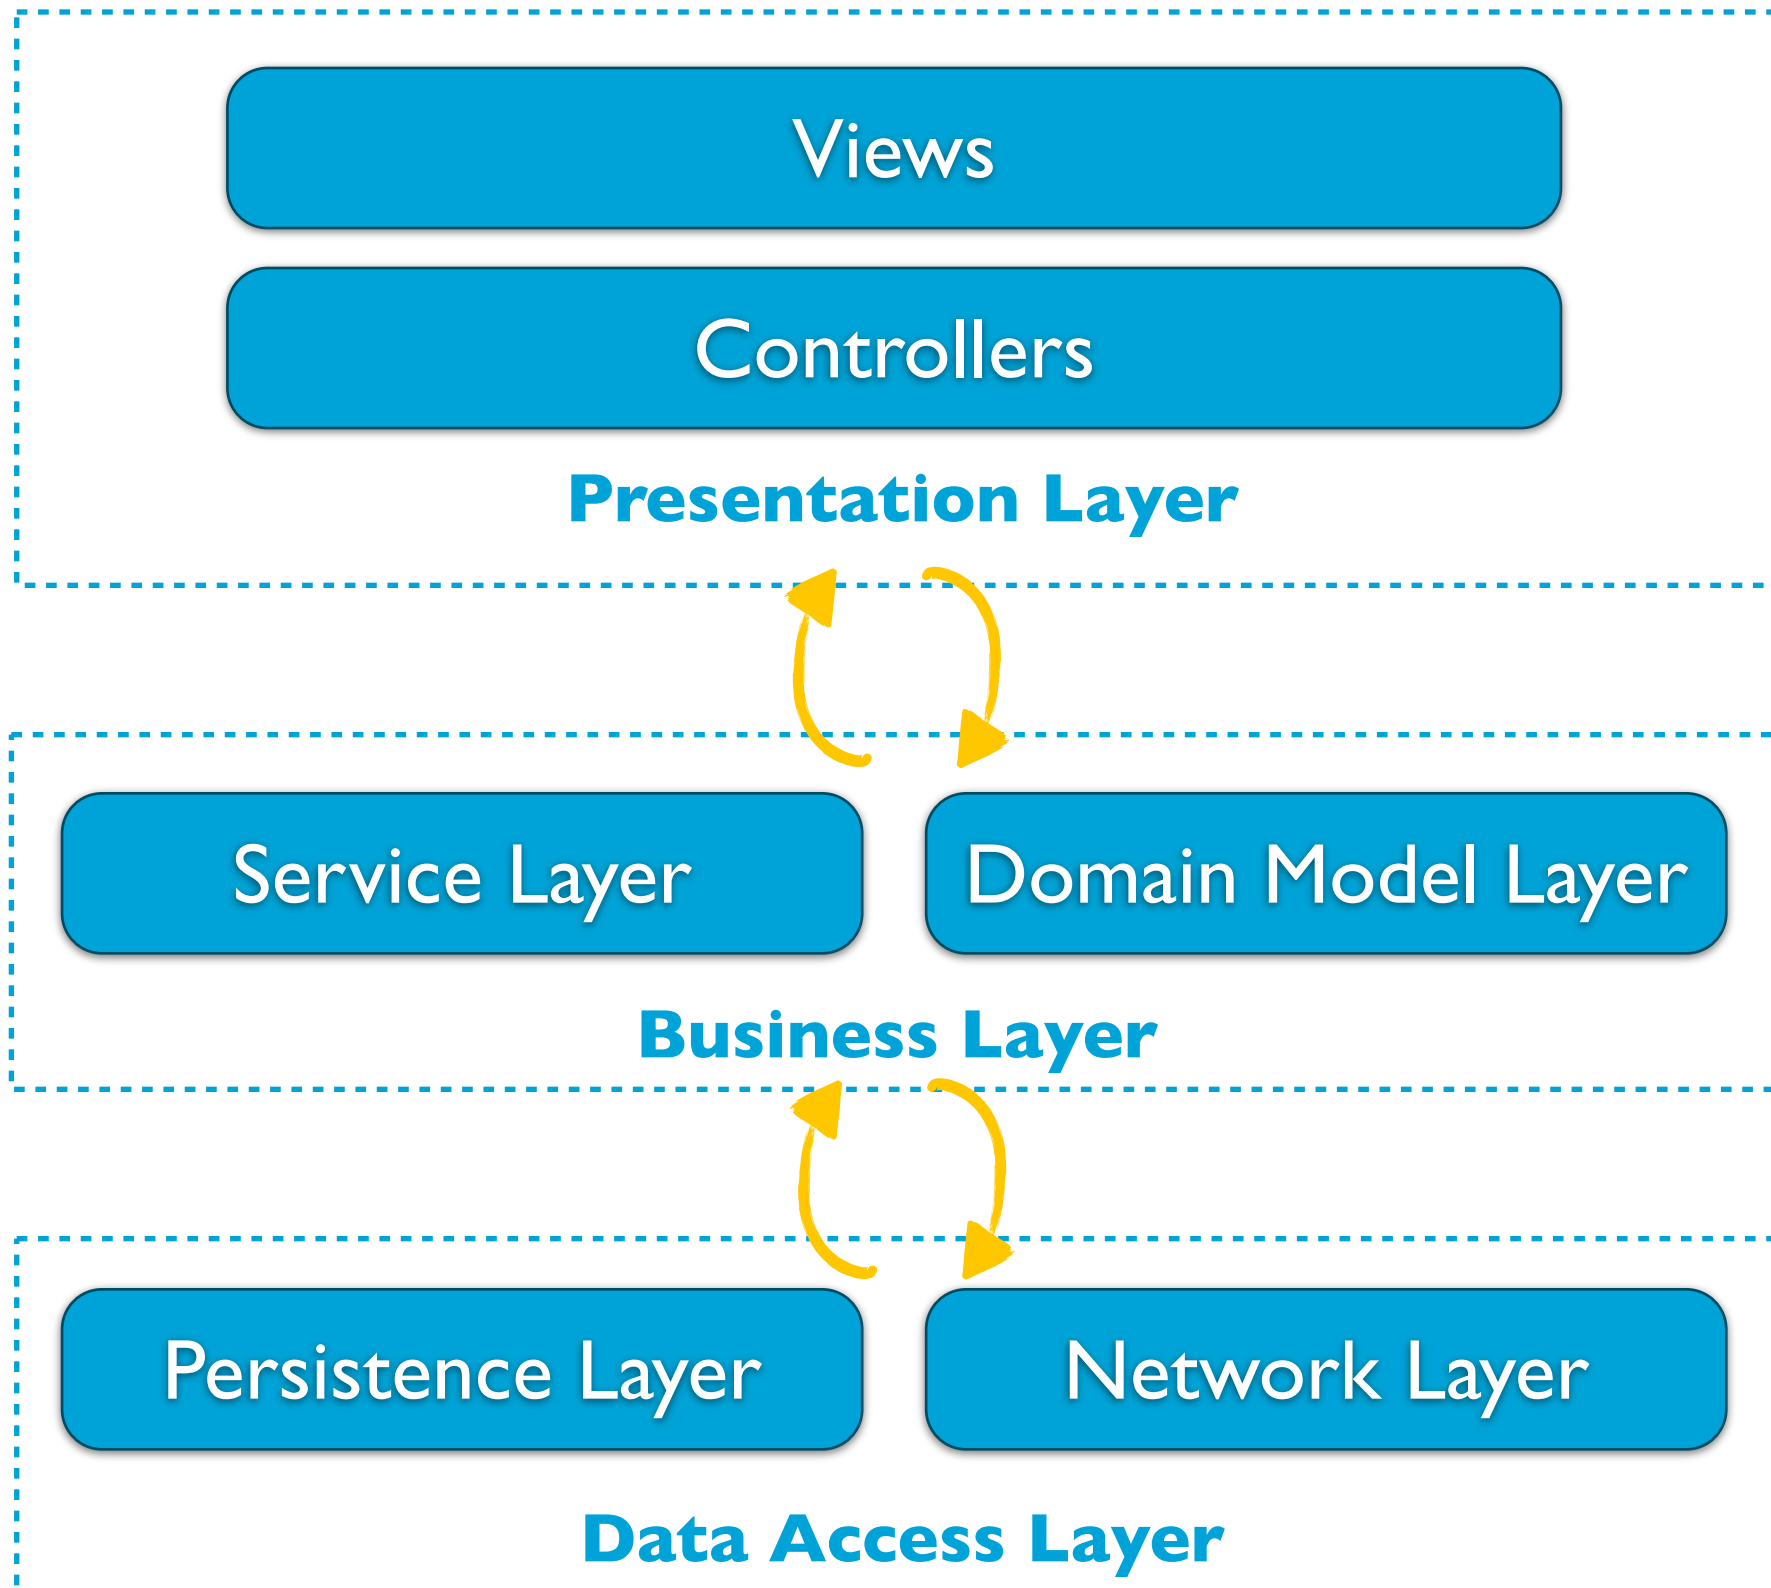 Views
Controllers
Presentation Layer
Service Layer
Domain Model Layer
Business Layer
Persistence Layer
Network Layer
Data Access Layer